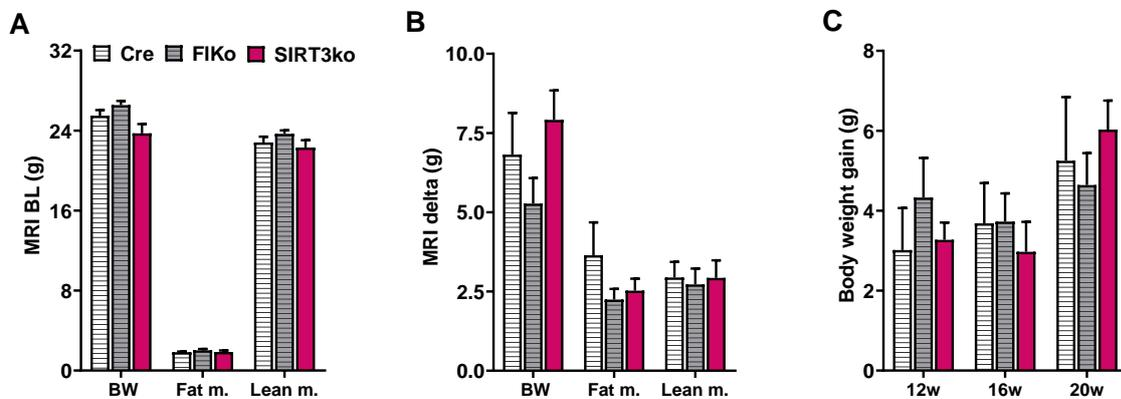 A
MRI BL (g)
32
24
16
8
0
Cre FlKo SIRT3ko
BW Fat m. Lean m.
B
MRI delta (g)
10.0
7.5
5.0
2.5
0.0
BW Fat m. Lean m.
C
Body weight gain (g)
8
6
4
2
0
12w 16w 20w